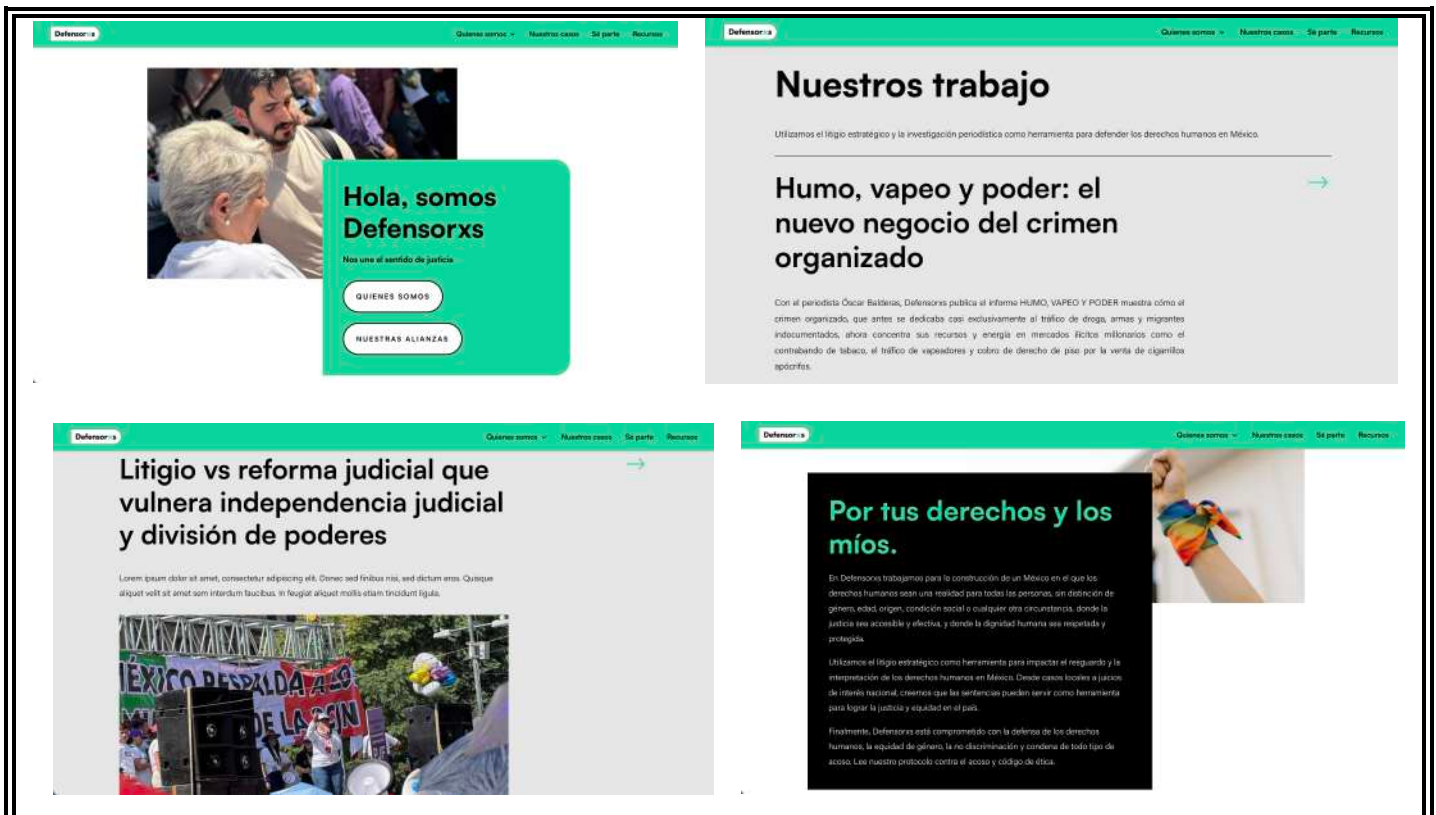 Defensorxs
Quienes somos Nuestros casos Sé parte Recursos
Hola, somos
Defensorxs
Nos une el sentido de justicia
QUIENES SOMOS
NUESTRAS ALIANZAS
Defensorxs
Quienes somos Nuestros casos Sé parte Recursos
Nuestros trabajo
Utilizamos el litigio estratégico y la investigación periodística como herramienta para defender los derechos humanos en México.
Humo, vapeo y poder: el
nuevo negocio del crimen
organizado
Con el periodista Óscar Balderas, Defensorxs publica el informe HUMO, VAPEO Y PODER muestra cómo el
crimen organizado, que antes se dedicaba casi exclusivamente al tráfico de droga, armas y migrantes
indocumentados, ahora concentra sus recursos y energía en mercados ilícitos millonarios como el
contrabando de tabaco, el tráfico de vapeadores y cobro de derecho de piso por la venta de cigarrillos
apócrifos.
Defensorxs
Quienes somos Nuestros casos Sé parte Recursos
Litigio vs reforma judicial que
vulnera independencia judicial
y división de poderes
Lorem ipsum dolor sit amet, consectetur adipiscing elit. Donec sed finibus nisi, sed dictum eros. Quisque
aliquet velit sit amet sem interdum faucibus. In feugiat aliquet mollis etiam tincidunt ligula.
MÉXICO RESPALDA A LO
DE LA SCJN
Defensorxs
Quienes somos Nuestros casos Sé parte Recursos
Por tus derechos y los
míos.
En Defensorxs trabajamos para la construcción de un México en el que los
derechos humanos sean una realidad para todas las personas, sin distinción de
género, edad, origen, condición social o cualquier otra circunstancia, donde la
justicia sea accesible y efectiva, y donde la dignidad humana sea respetada y
protegida.
Utilizamos el litigio estratégico como herramienta para impactar el resguardo y la
interpretación de los derechos humanos en México. Desde casos locales a juicios
de interés nacional, creemos que las sentencias pueden servir como herramienta
para lograr la justicia y equidad en el país.
Finalmente, Defensorxs está comprometido con la defensa de los derechos
humanos, la equidad de género, la no discriminación y condena de todo tipo de
acoso. Lee nuestro protocolo contra el acoso y código de ética.